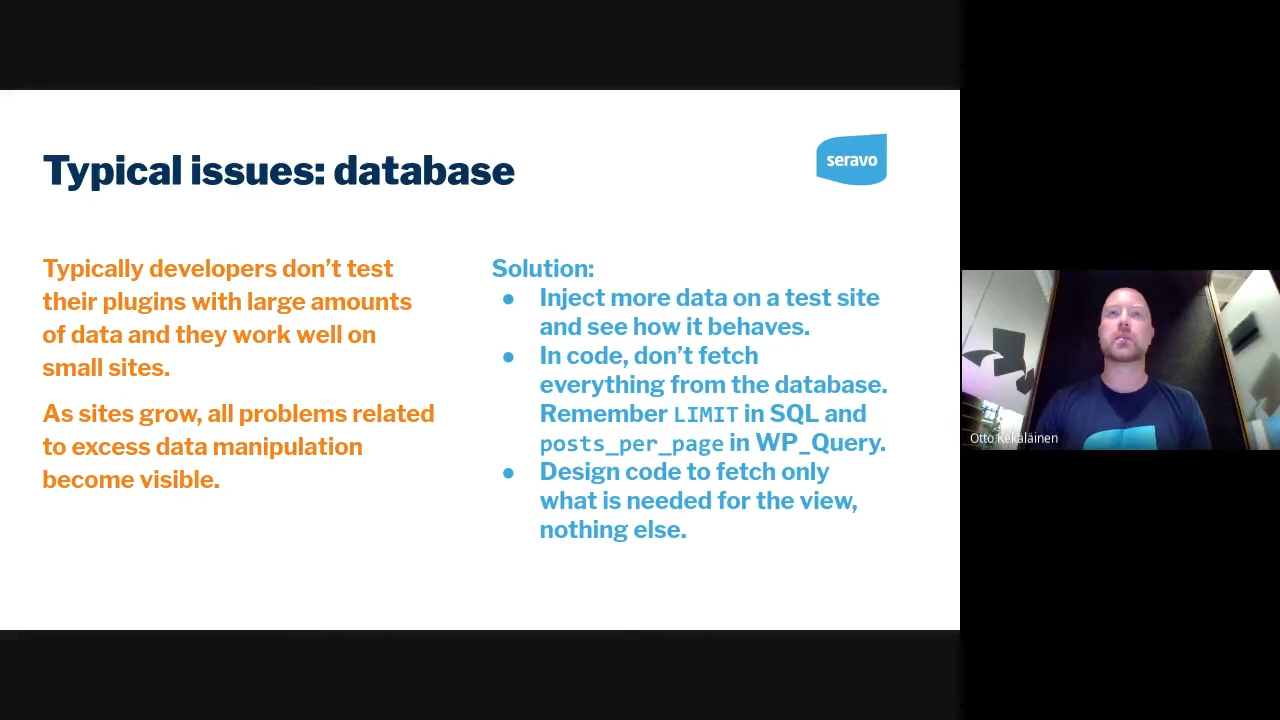 Typical issues: database
seravo
Typically developers don’t test
their plugins with large amounts
of data and they work well on
small sites.
As sites grow, all problems related
to excess data manipulation
become visible.
Solution:
● Inject more data on a test site
and see how it behaves.
● In code, don’t fetch
everything from the database.
Remember LIMIT in SQL and
posts_per_page in WP_Query.
● Design code to fetch only
what is needed for the view,
nothing else.
Otto Kekäläinen